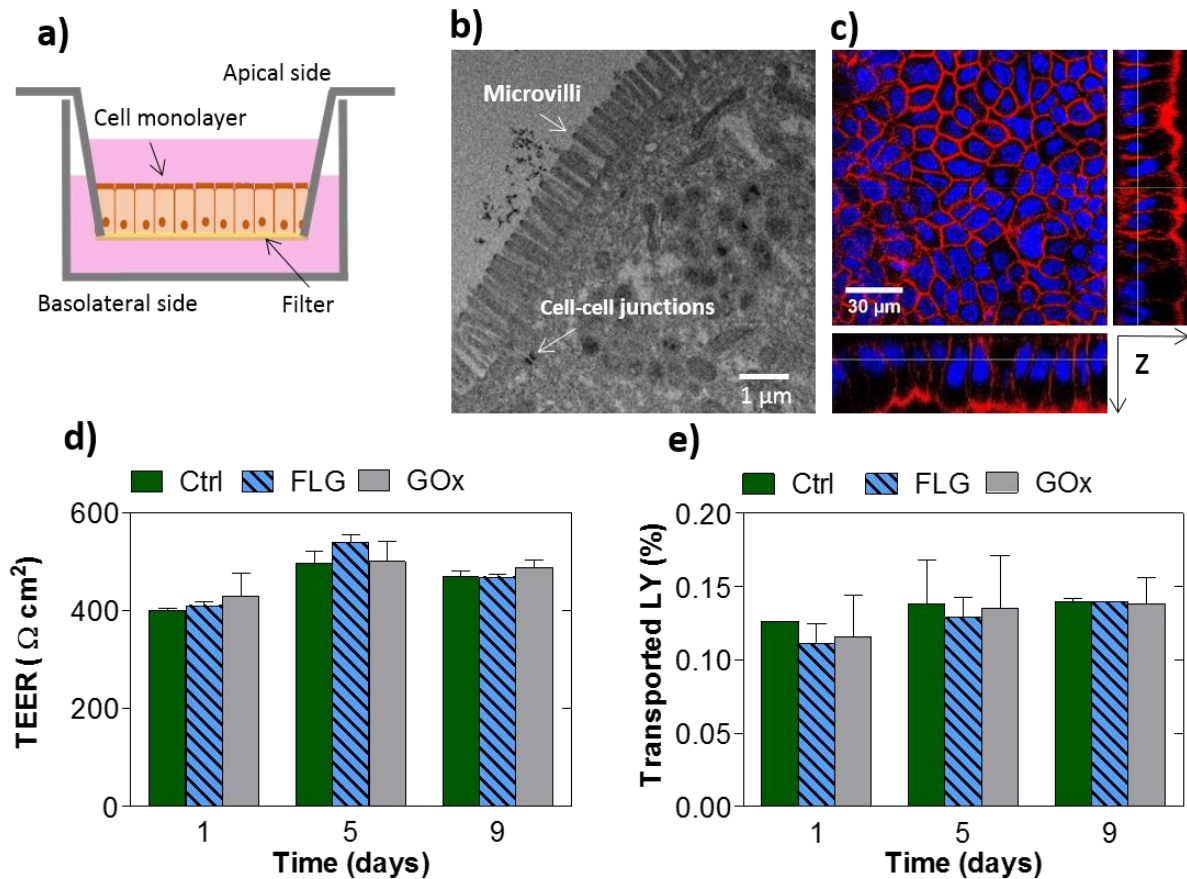 a)
Apical side
Cell monolayer
Basolateral side
Filter
b)
Microvilli
Cell-cell junctions
1 µm
c)
30 µm
Z
d)
Ctrl FLG GOx
TEER ( Ω cm²)
600
400
200
0
1 5 9
Time (days)
e)
Ctrl FLG GOx
Transported LY (%)
0.20
0.15
0.10
0.05
0.00
1 5 9
Time (days)